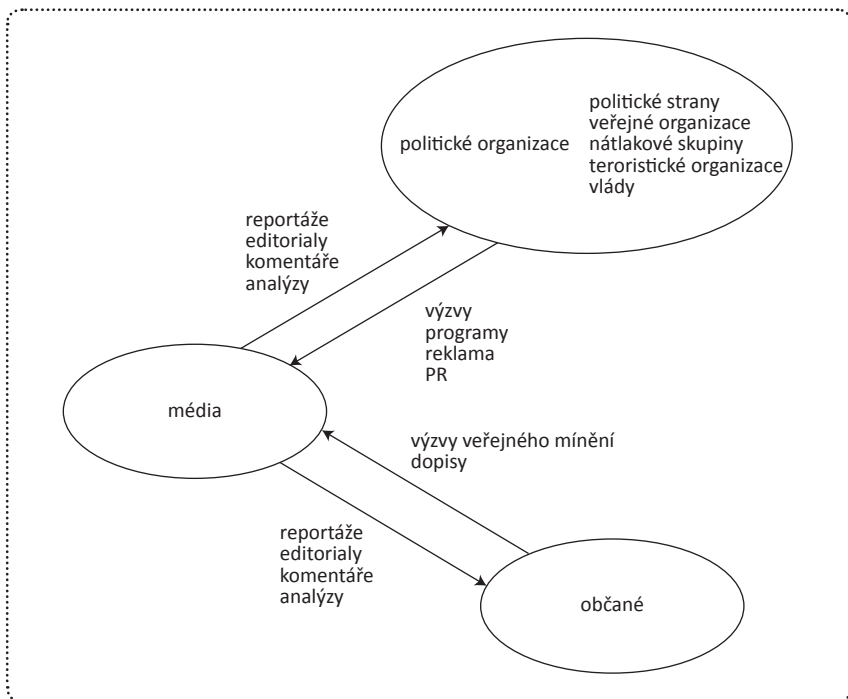 politické organizace
politické strany
veřejné organizace
nátlakové skupiny
teroristické organizace
vlády
reportáže
editorialy
komentáře
analýzy
výzvy
programy
reklama
PR
média
výzvy veřejného mínění
dopisy
reportáže
editorialy
komentáře
analýzy
občané